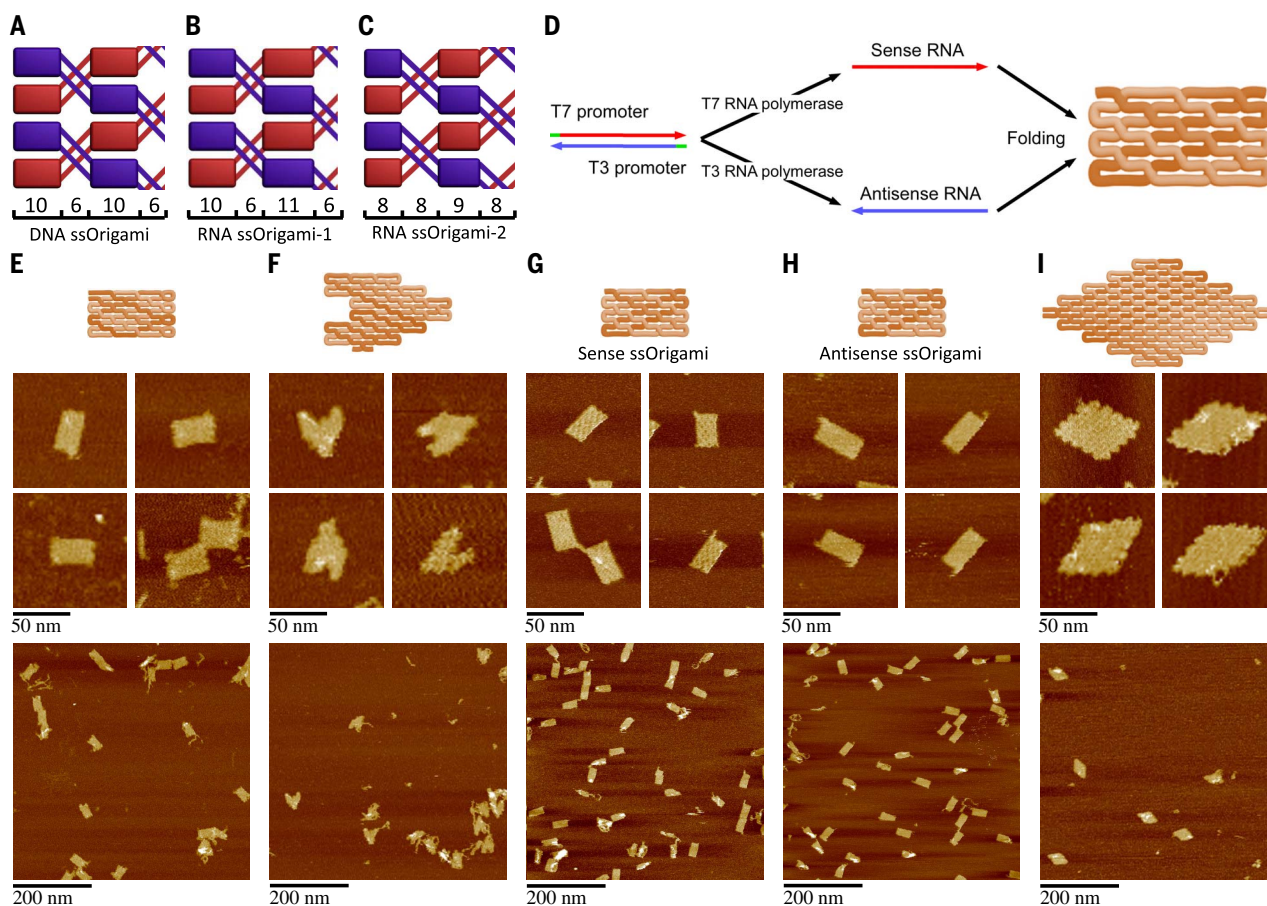 A
B
C
D
10 6 10 6
DNA ssOrigami
10 6 11 6
RNA ssOrigami-1
8 8 9 8
RNA ssOrigami-2
Sense RNA
T7 promoter
T7 RNA polymerase
Folding
T3 promoter
T3 RNA polymerase
Antisense RNA
E
F
G
H
I
Sense ssOrigami
Antisense ssOrigami
50 nm
50 nm
50 nm
50 nm
50 nm
200 nm
200 nm
200 nm
200 nm
200 nm